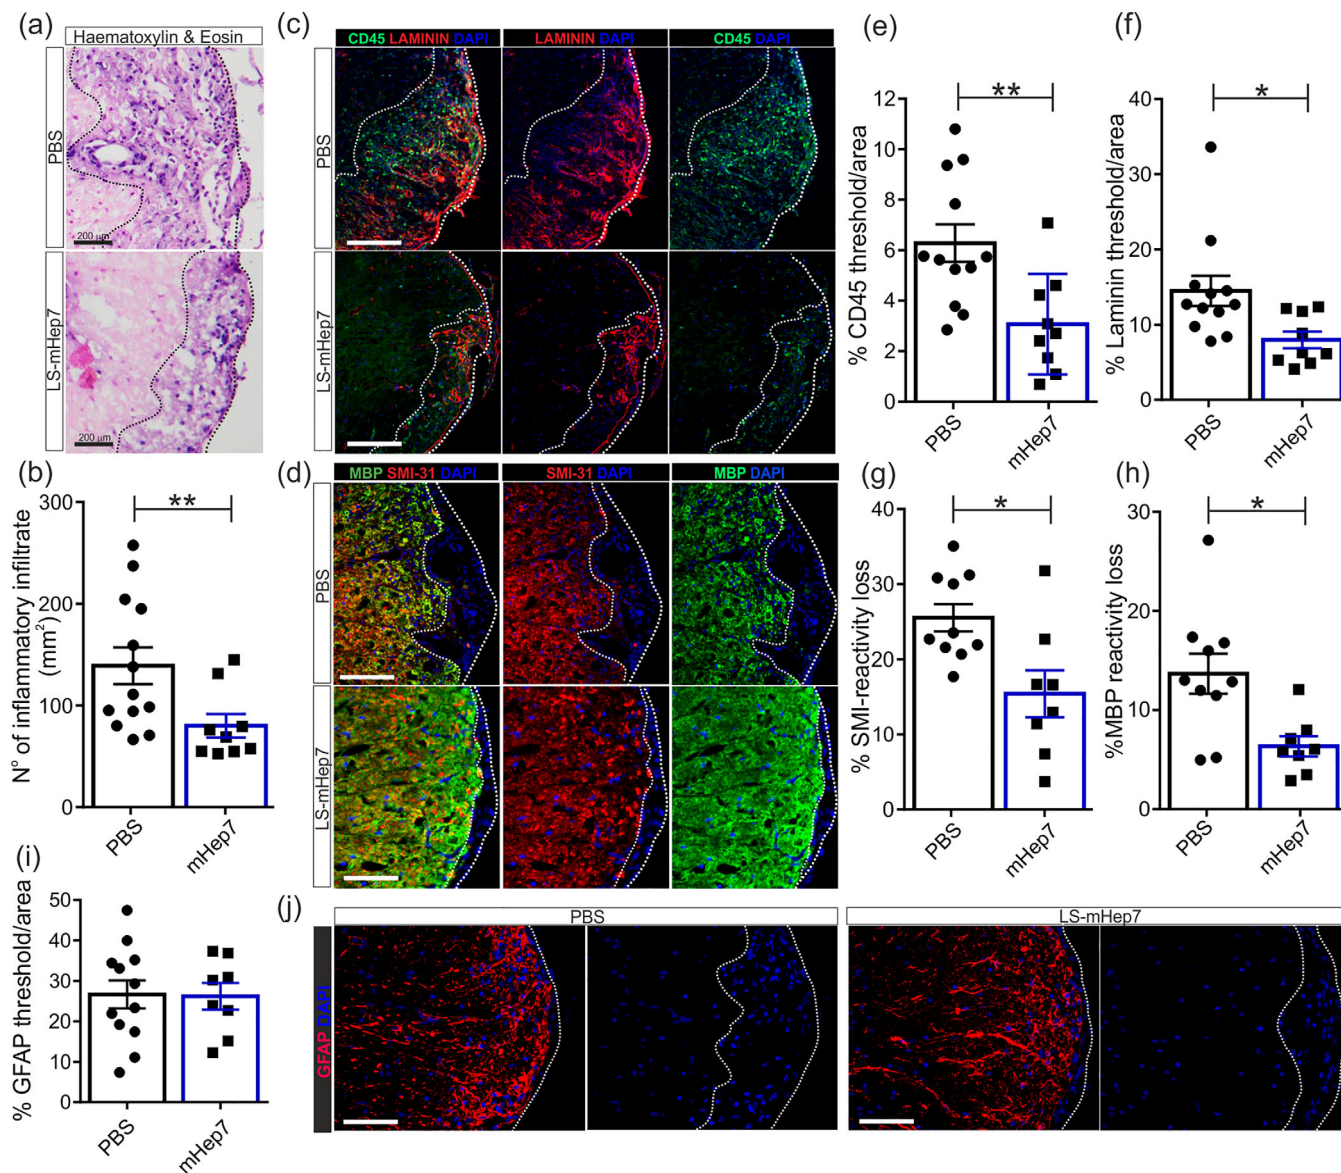 (a)
Haematoxylin & Eosin
PBS
200 µm
LS-mHep7
200 µm
(b)
N° of inflammatory infiltrate
(mm²)
300
200
100
0
**
PBS
mHep7
(c)
CD45 LAMININ DAPI
LAMININ DAPI
CD45 DAPI
PBS
LS-mHep7
(d)
MBP SMI-31 DAPI
SMI-31 DAPI
MBP DAPI
PBS
LS-mHep7
(e)
% CD45 threshold/area
12
10
8
6
4
2
0
**
PBS
mHep7
(f)
% Laminin threshold/area
40
30
20
10
0
*
PBS
mHep7
(g)
% SMI-reactivity loss
40
30
20
10
0
*
PBS
mHep7
(h)
%MBP reactivity loss
30
20
10
0
*
PBS
mHep7
(i)
% GFAP threshold/area
50
40
30
20
10
0
PBS
mHep7
(j)
PBS
LS-mHep7
GFAP DAPI